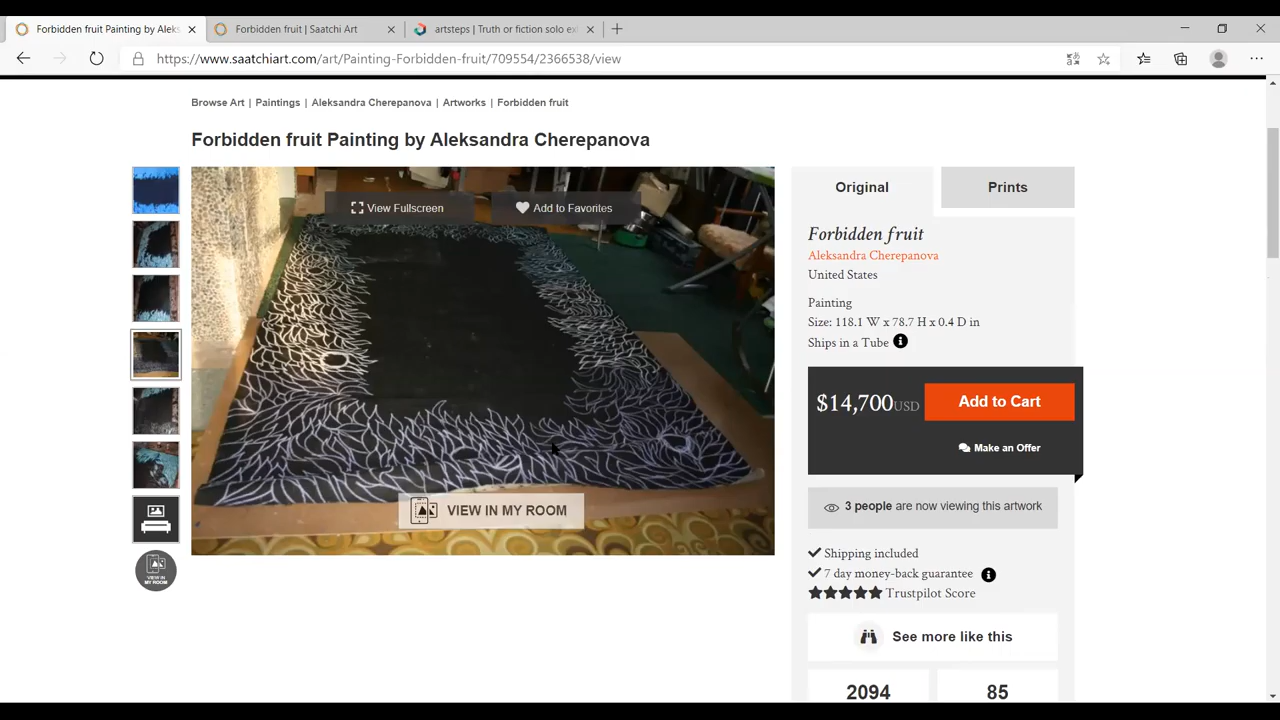 Forbidden fruit Painting by Aleks
Forbidden fruit | Saatchi Art
artsteps | Truth or fiction solo ex
https://www.saatchiart.com/art/Painting-Forbidden-fruit/709554/2366538/view
Browse Art | Paintings | Aleksandra Cherepanova | Artworks | Forbidden fruit
Forbidden fruit Painting by Aleksandra Cherepanova
View Fullscreen
Add to Favorites
VIEW IN MY ROOM
VIEW IN
MY ROOM
Original
Prints
Forbidden fruit
Aleksandra Cherepanova
United States
Painting
Size: 118.1 W x 78.7 H x 0.4 D in
Ships in a Tube
$14,700USD
Add to Cart
Make an Offer
3 people are now viewing this artwork
Shipping included
7 day money-back guarantee
Trustpilot Score
See more like this
2094
85